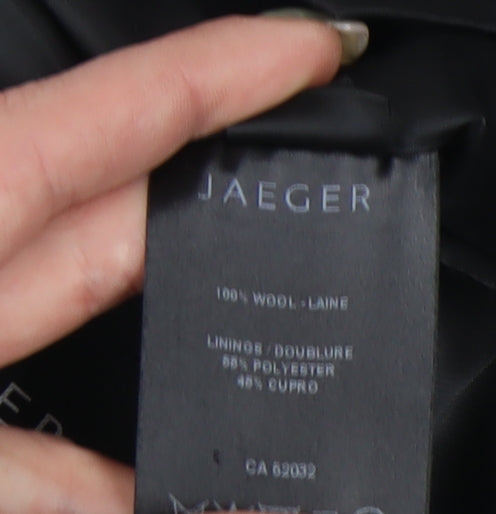 JAEGER
100% WOOL - LAINE
LININGS / DOUBLURE
55% POLYESTER
45% CUPRO
CA 52032